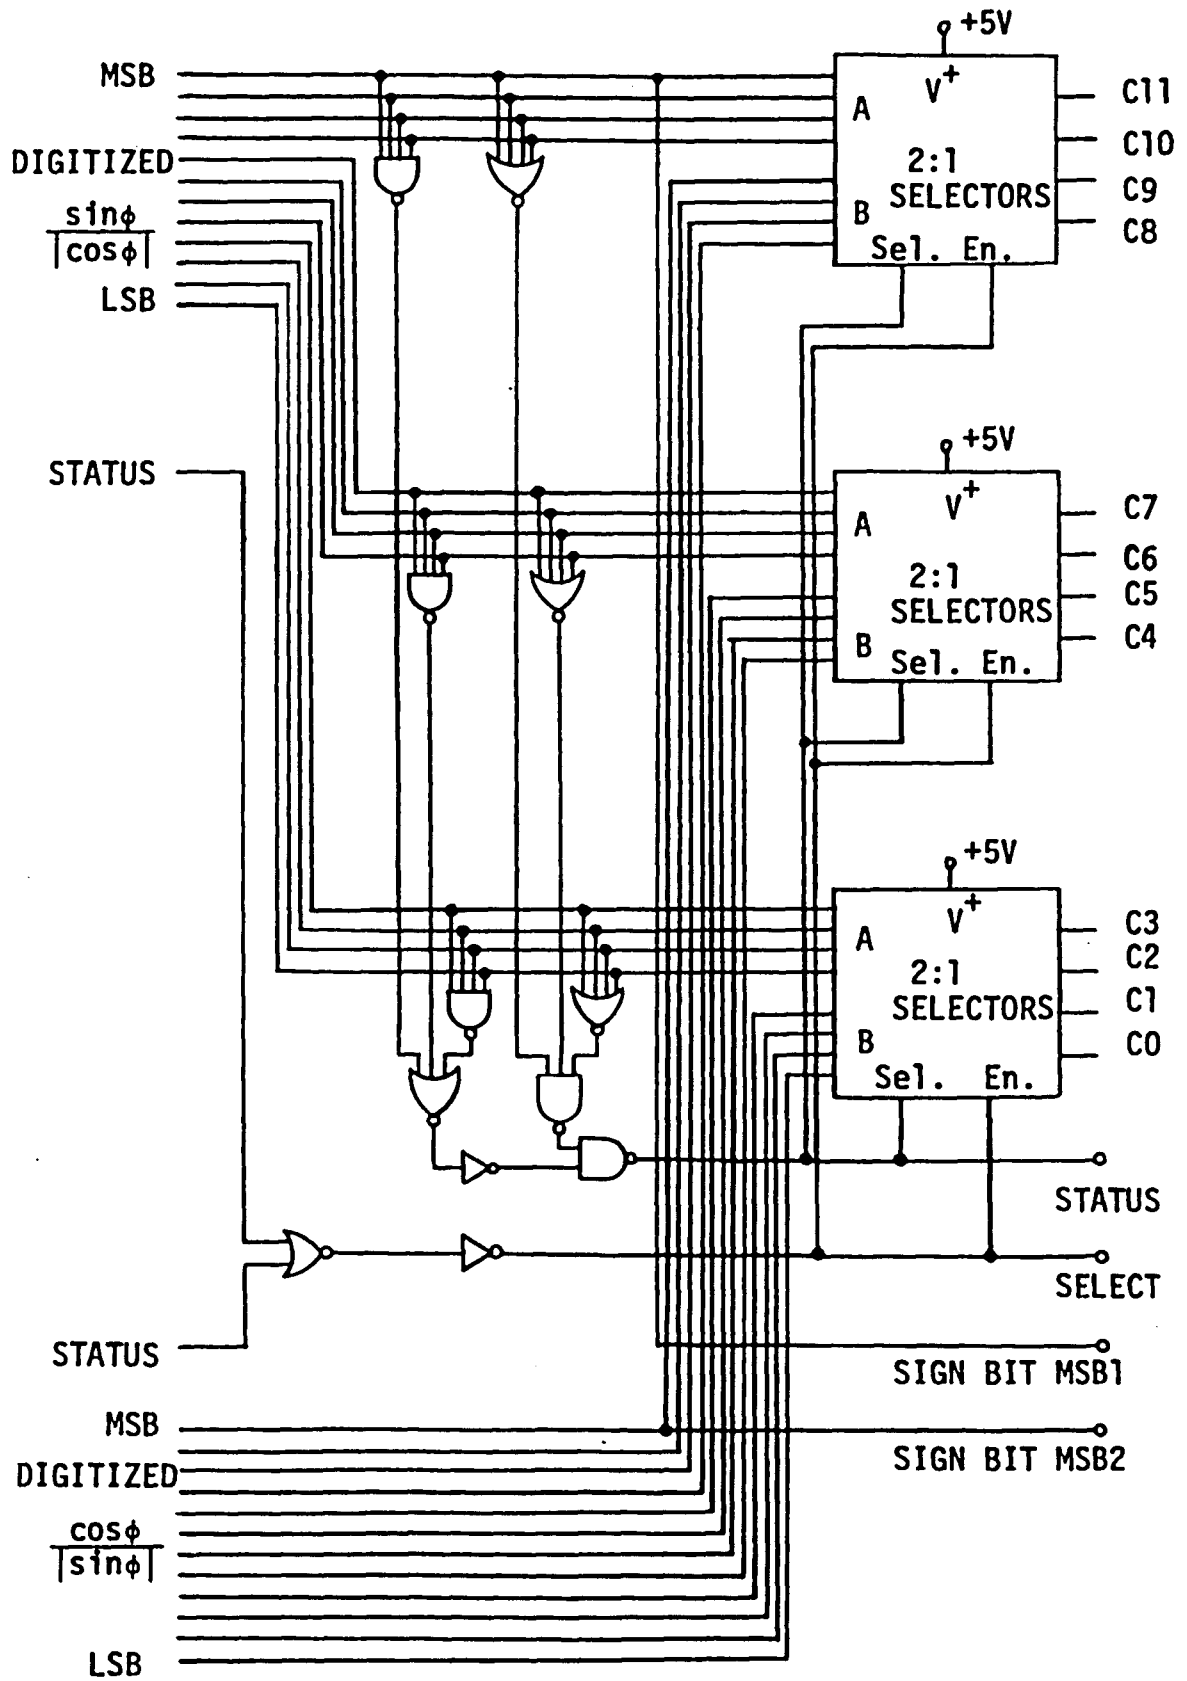 +5V
MSB
V+
A
C11
C10
DIGITIZED
2:1
SELECTORS
C9
B
C8
sinφ
|cosφ|
Sel. En.
LSB
+5V
STATUS
V+
C7
A
C6
2:1
SELECTORS
C5
B
C4
Sel. En.
+5V
V+
C3
A
C2
2:1
SELECTORS
C1
B
C0
Sel. En.
STATUS
SELECT
STATUS
SIGN BIT MSB1
MSB
SIGN BIT MSB2
DIGITIZED
cosφ
|sinφ|
LSB